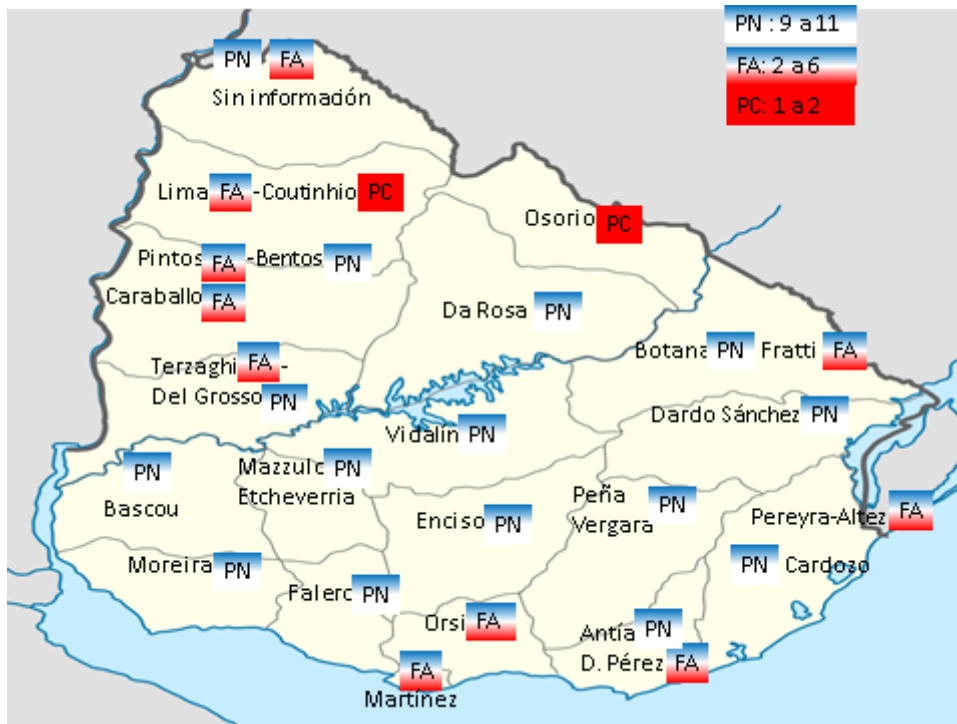 PN : 9 a 11
FA: 2 a 6
PC: 1 a 2
PN FA
Sin información
Lima FA -Coutinhio PC
Osorio PC
Pintos FA -Bentos PN
Caraballo FA
Da Rosa PN
Botana PN Fratti FA
Terzaghi FA -
Del Grosso PN
Dardo Sánchez PN
Vidalin PN
PN
Bascou
Mazzulo PN
Etcheverria
Enciso PN
Peña PN
Vergara
Pereyra-Altez FA
Moreira PN
PN Cardozo
Falero PN
Orsi FA
Antía PN
D. Pérez FA
FA
Martínez